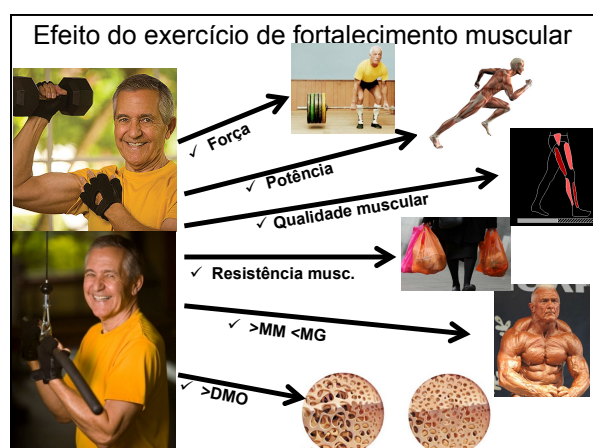 Efeito do exercício de fortalecimento muscular
✓ Força
✓ Potência
✓ Qualidade muscular
✓ Resistência musc.
✓ >MM <MG
✓ >DMO